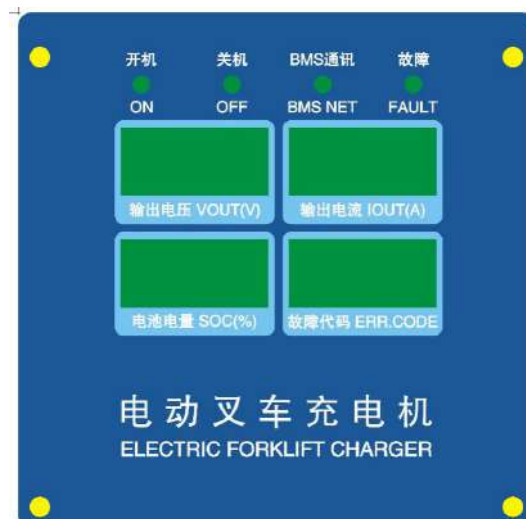 开机 关机 BMS通讯 故障
ON OFF BMS NET FAULT
输出电压 VOUT(V) 输出电流 IOUT(A)
电池电量 SOC(%) 故障代码 ERR.CODE
电动叉车充电机
ELECTRIC FORKLIFT CHARGER